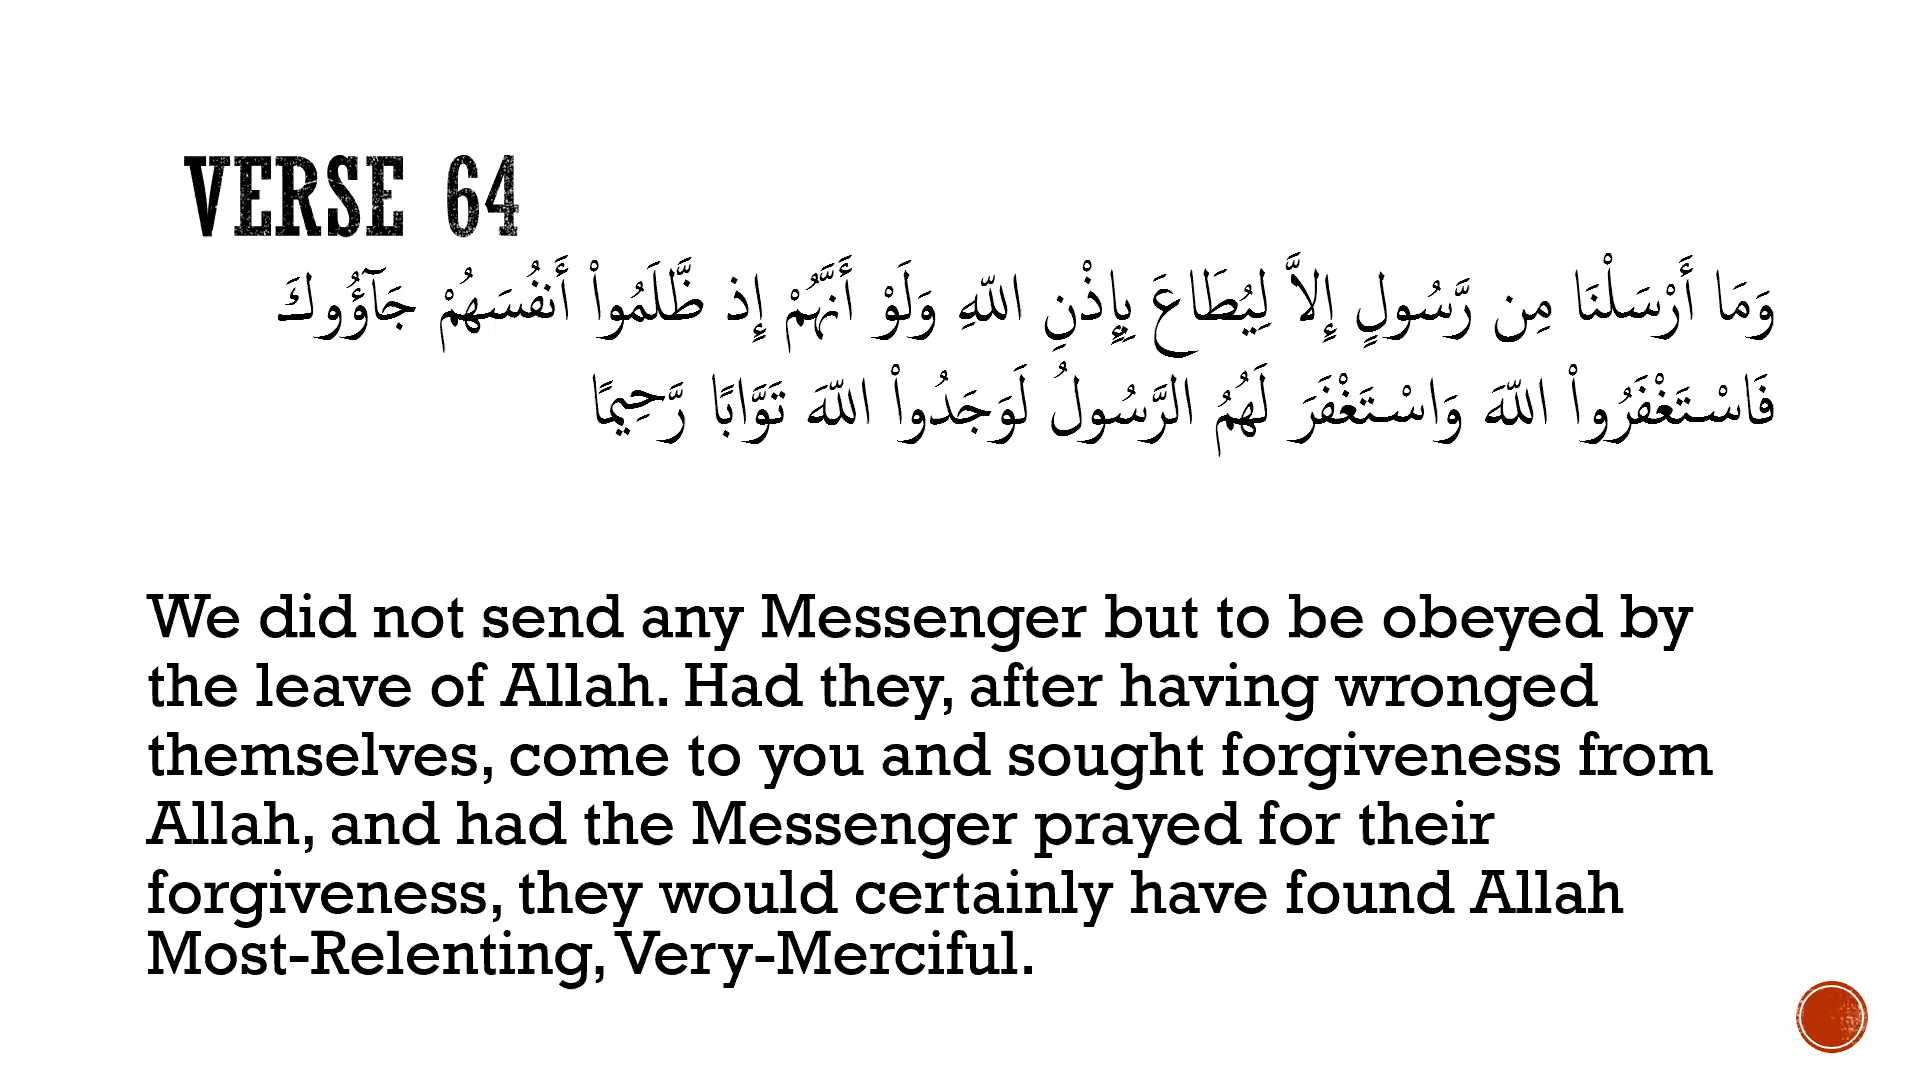 VERSE 64
وَمَا أَرْسَلْنَا مِن رَّسُولٍ إِلاَّ لِيُطَاعَ بِإِذْنِ اللّهِ وَلَوْ أَنَّهُمْ إِذ ظَّلَمُواْ أَنفُسَهُمْ جَآؤُوكَ
فَاسْتَغْفَرُواْ اللّهَ وَاسْتَغْفَرَ لَهُمُ الرَّسُولُ لَوَجَدُواْ اللّهَ تَوَّابًا رَّحِيمًا
We did not send any Messenger but to be obeyed by
the leave of Allah. Had they, after having wronged
themselves, come to you and sought forgiveness from
Allah, and had the Messenger prayed for their
forgiveness, they would certainly have found Allah
Most-Relenting, Very-Merciful.